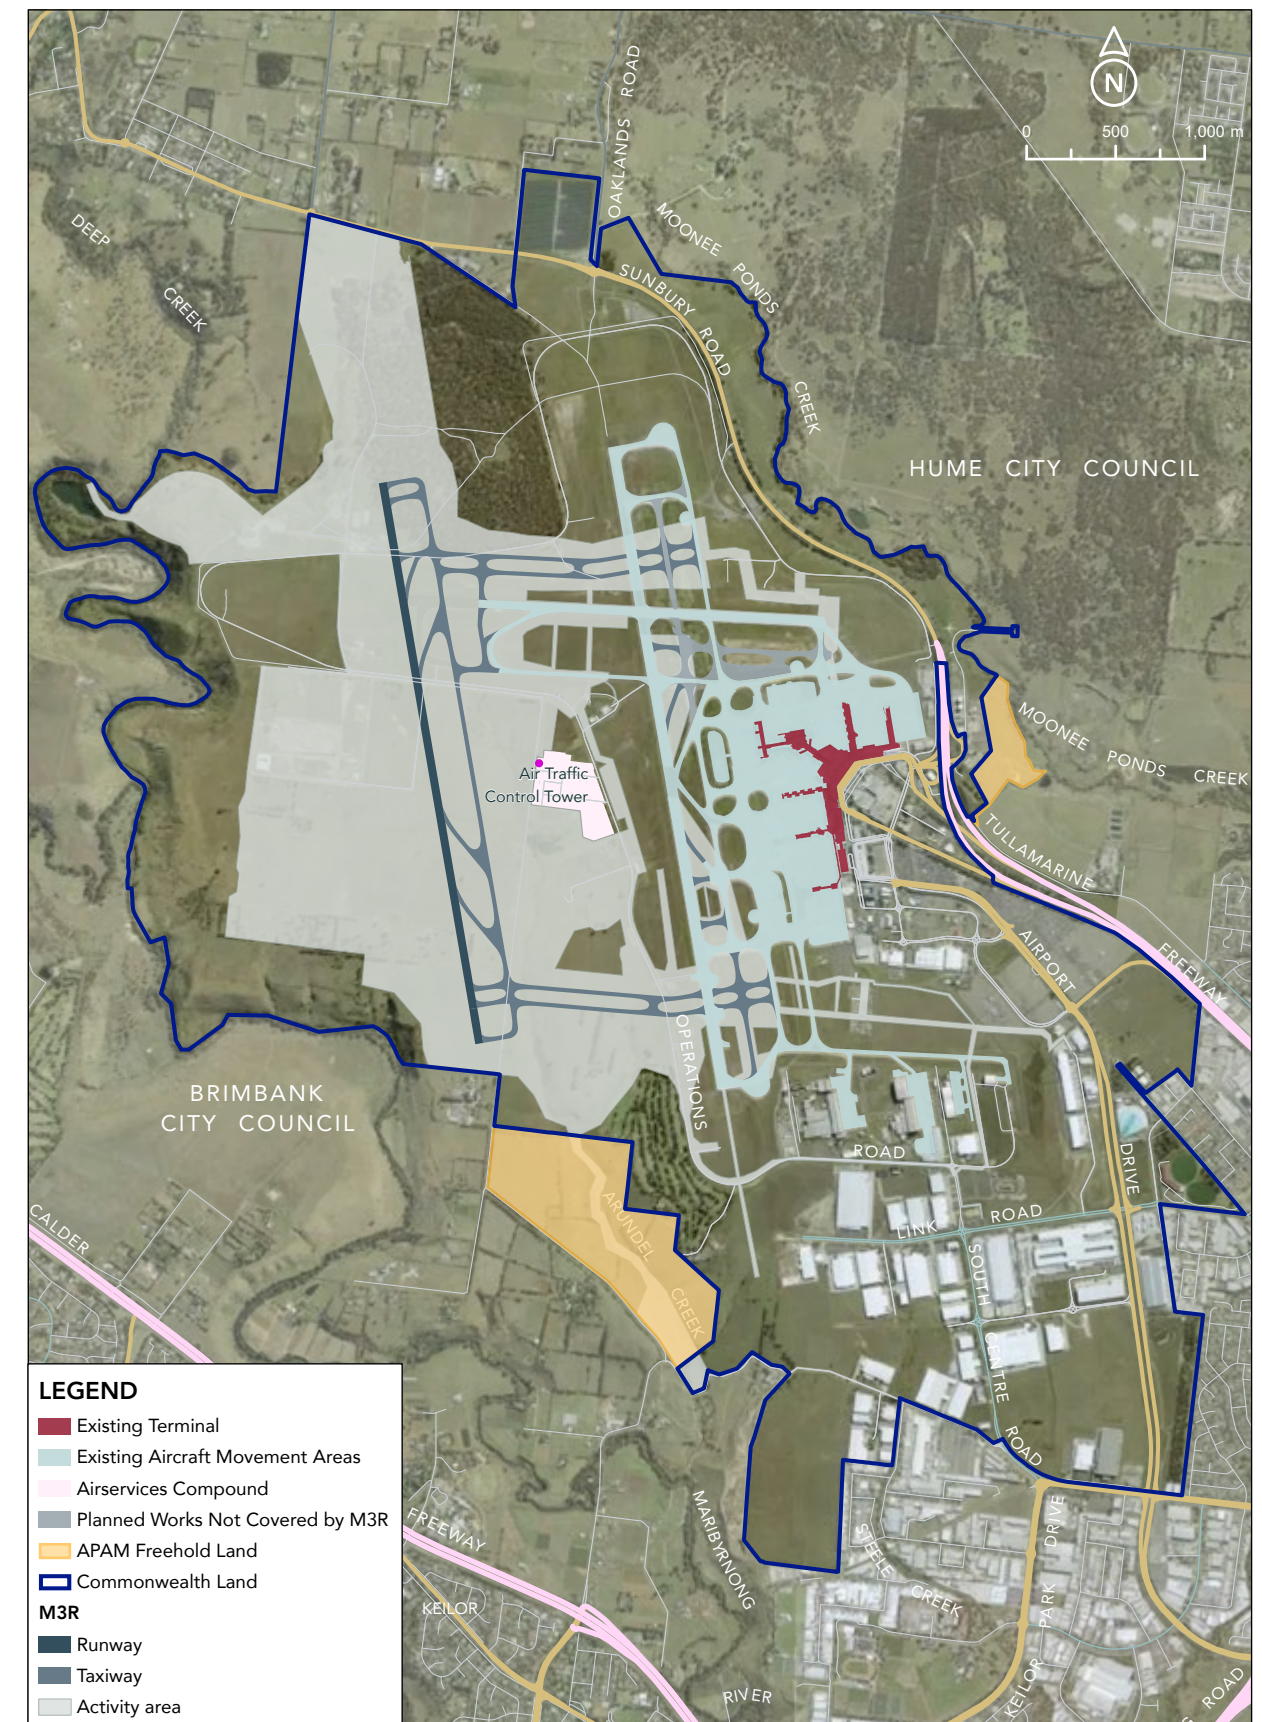 N
0 500 1,000 m
OAKLANDS ROAD
MOONEE PONDS
CREEK
DEEP
CREEK
SUNBURY ROAD
HUME CITY COUNCIL
MOONEE PONDS CREEK
Air Traffic
Control Tower
TULLAMARINE
FREEWAY
AIRPORT
DRIVE
OPERATIONS
ROAD
BRIMBANK
CITY COUNCIL
LINK ROAD
SOUTH CENTRE
ROAD
ARUNDEL
CREEK
CALDER
FREEWAY
MARIBYRNONG
RIVER
STEELE CREEK
KEILOR PARK DRIVE
KEILOR
ROAD
LEGEND
Existing Terminal
Existing Aircraft Movement Areas
Airservices Compound
Planned Works Not Covered by M3R
APAM Freehold Land
Commonwealth Land
M3R
Runway
Taxiway
Activity area